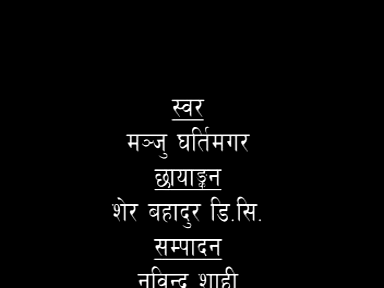 स्वर
मञ्जु घर्तिमगर
छायाङ्कन
शेर बहादुर डि.सि.
सम्पादन
नविन्द्र शाही